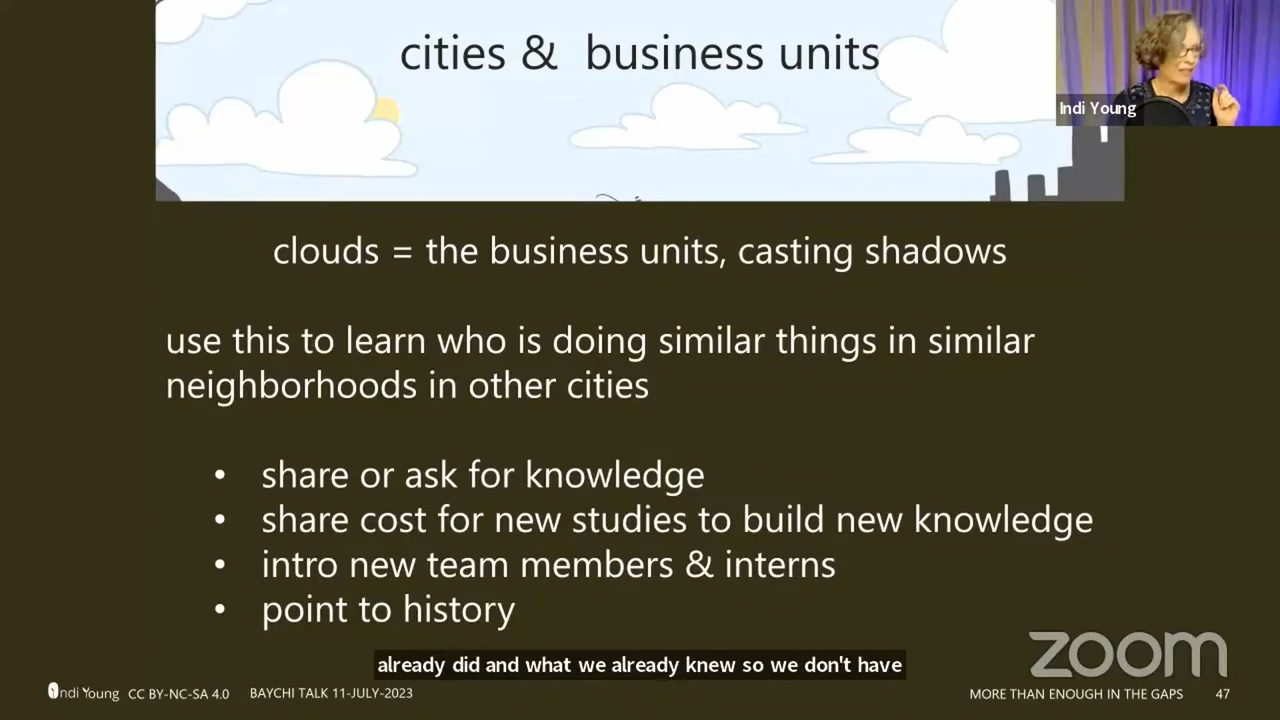 cities & business units
Indi Young
clouds = the business units, casting shadows
use this to learn who is doing similar things in similar
neighborhoods in other cities
• share or ask for knowledge
• share cost for new studies to build new knowledge
• intro new team members & interns
• point to history
already did and what we already knew so we don't have
zoom
Indi Young CC BY-NC-SA 4.0 BAYCHI TALK 11-JULY-2023 MORE THAN ENOUGH IN THE GAPS 47